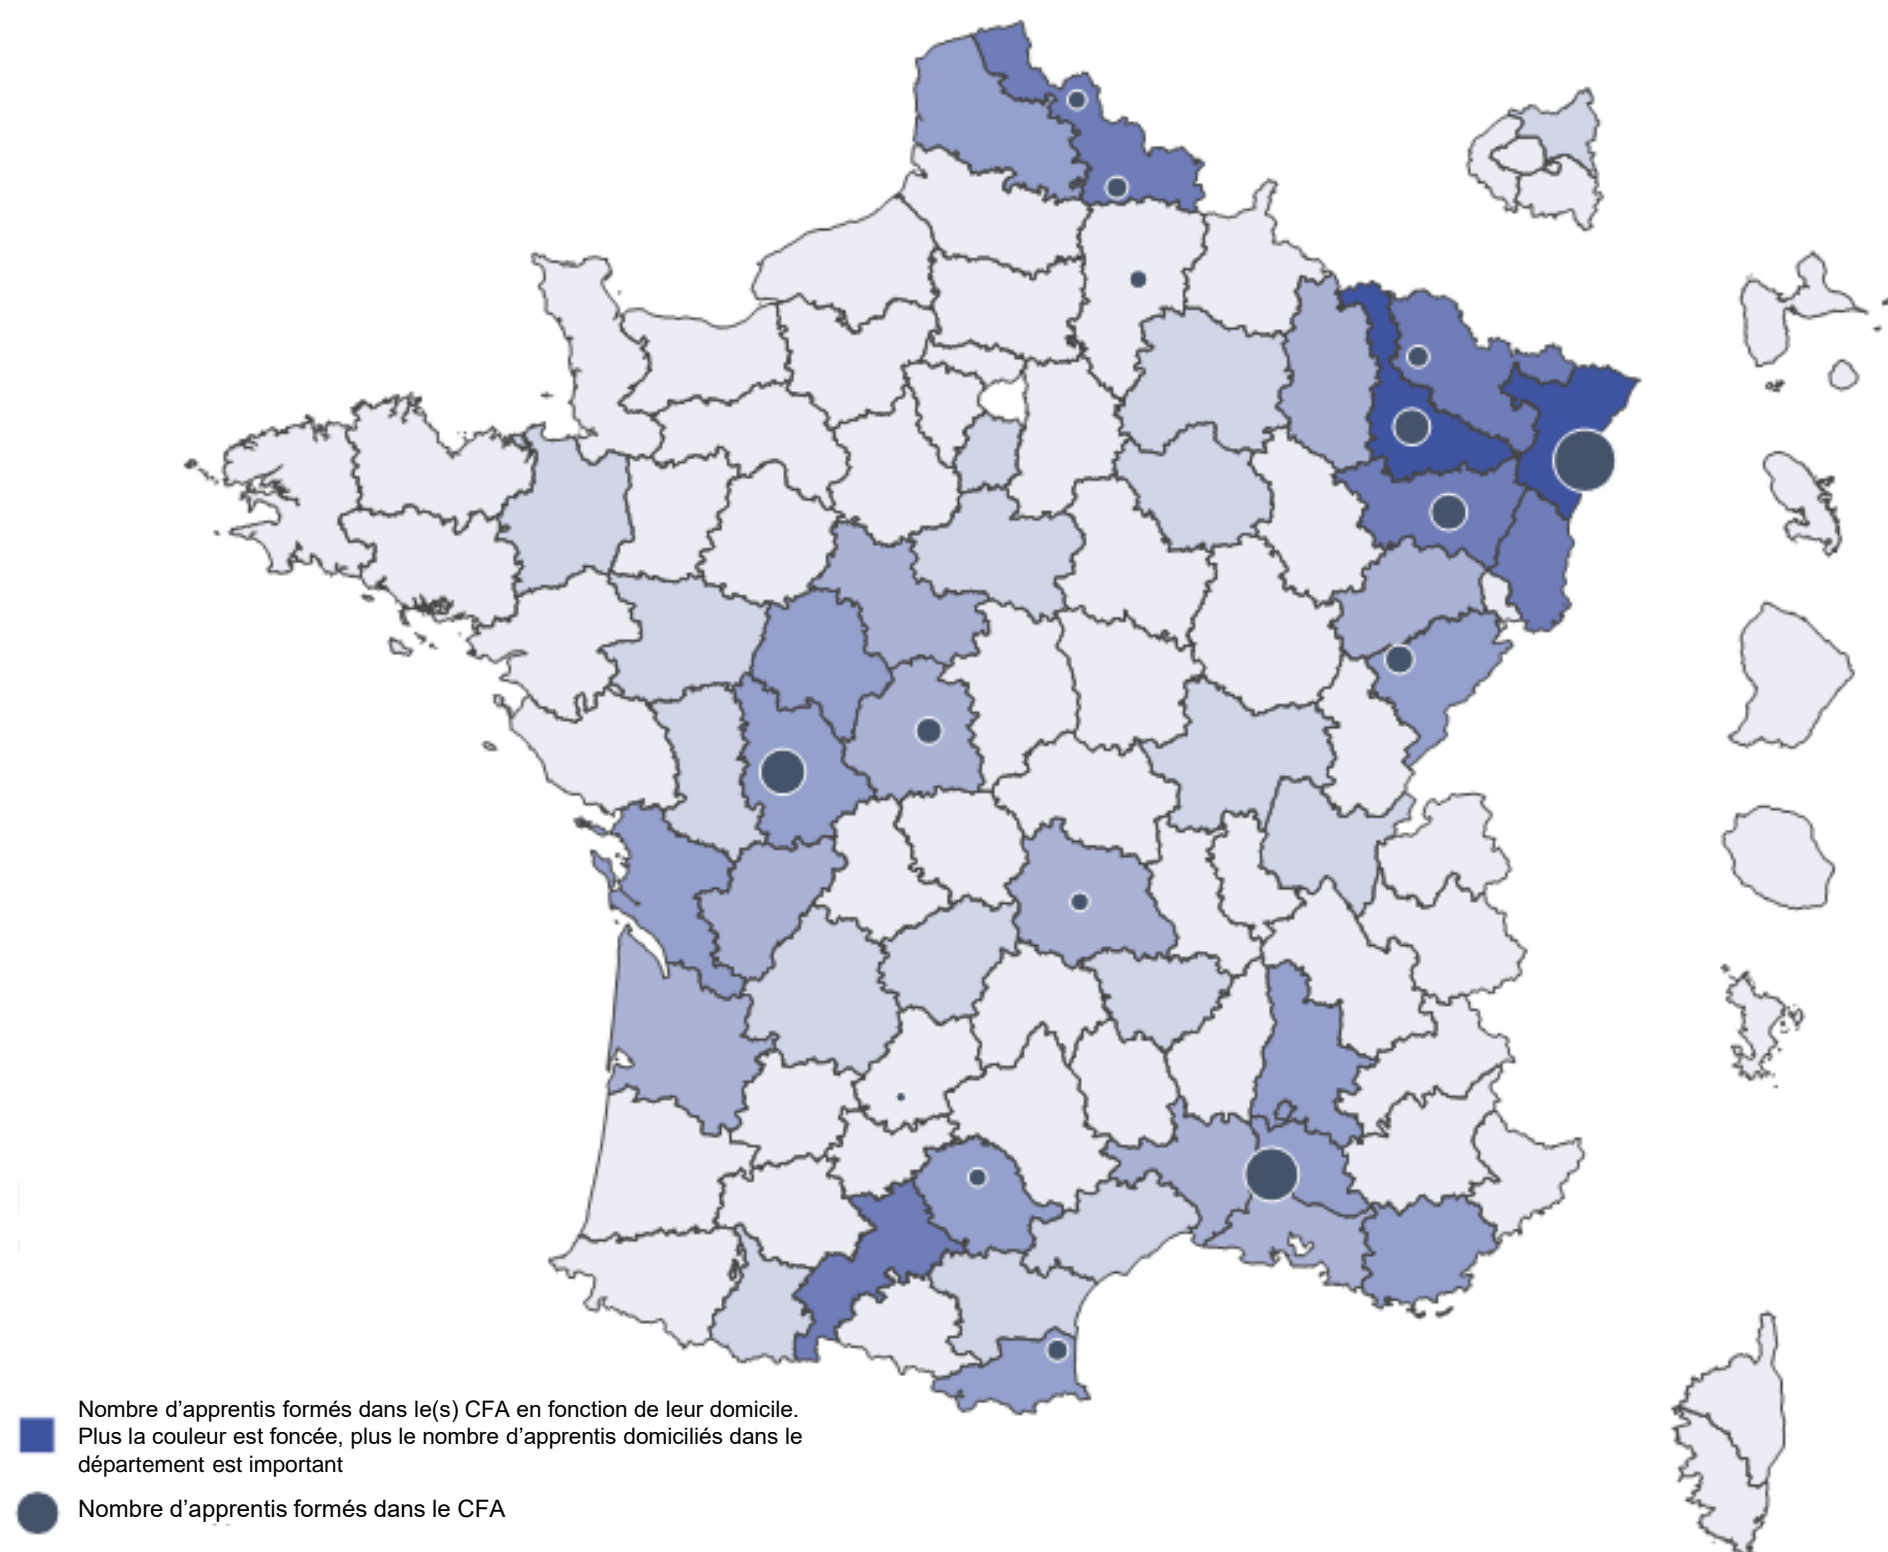 Nombre d’apprentis formés dans le(s) CFA en fonction de leur domicile.
Plus la couleur est foncée, plus le nombre d’apprentis domiciliés dans le
département est important
Nombre d’apprentis formés dans le CFA